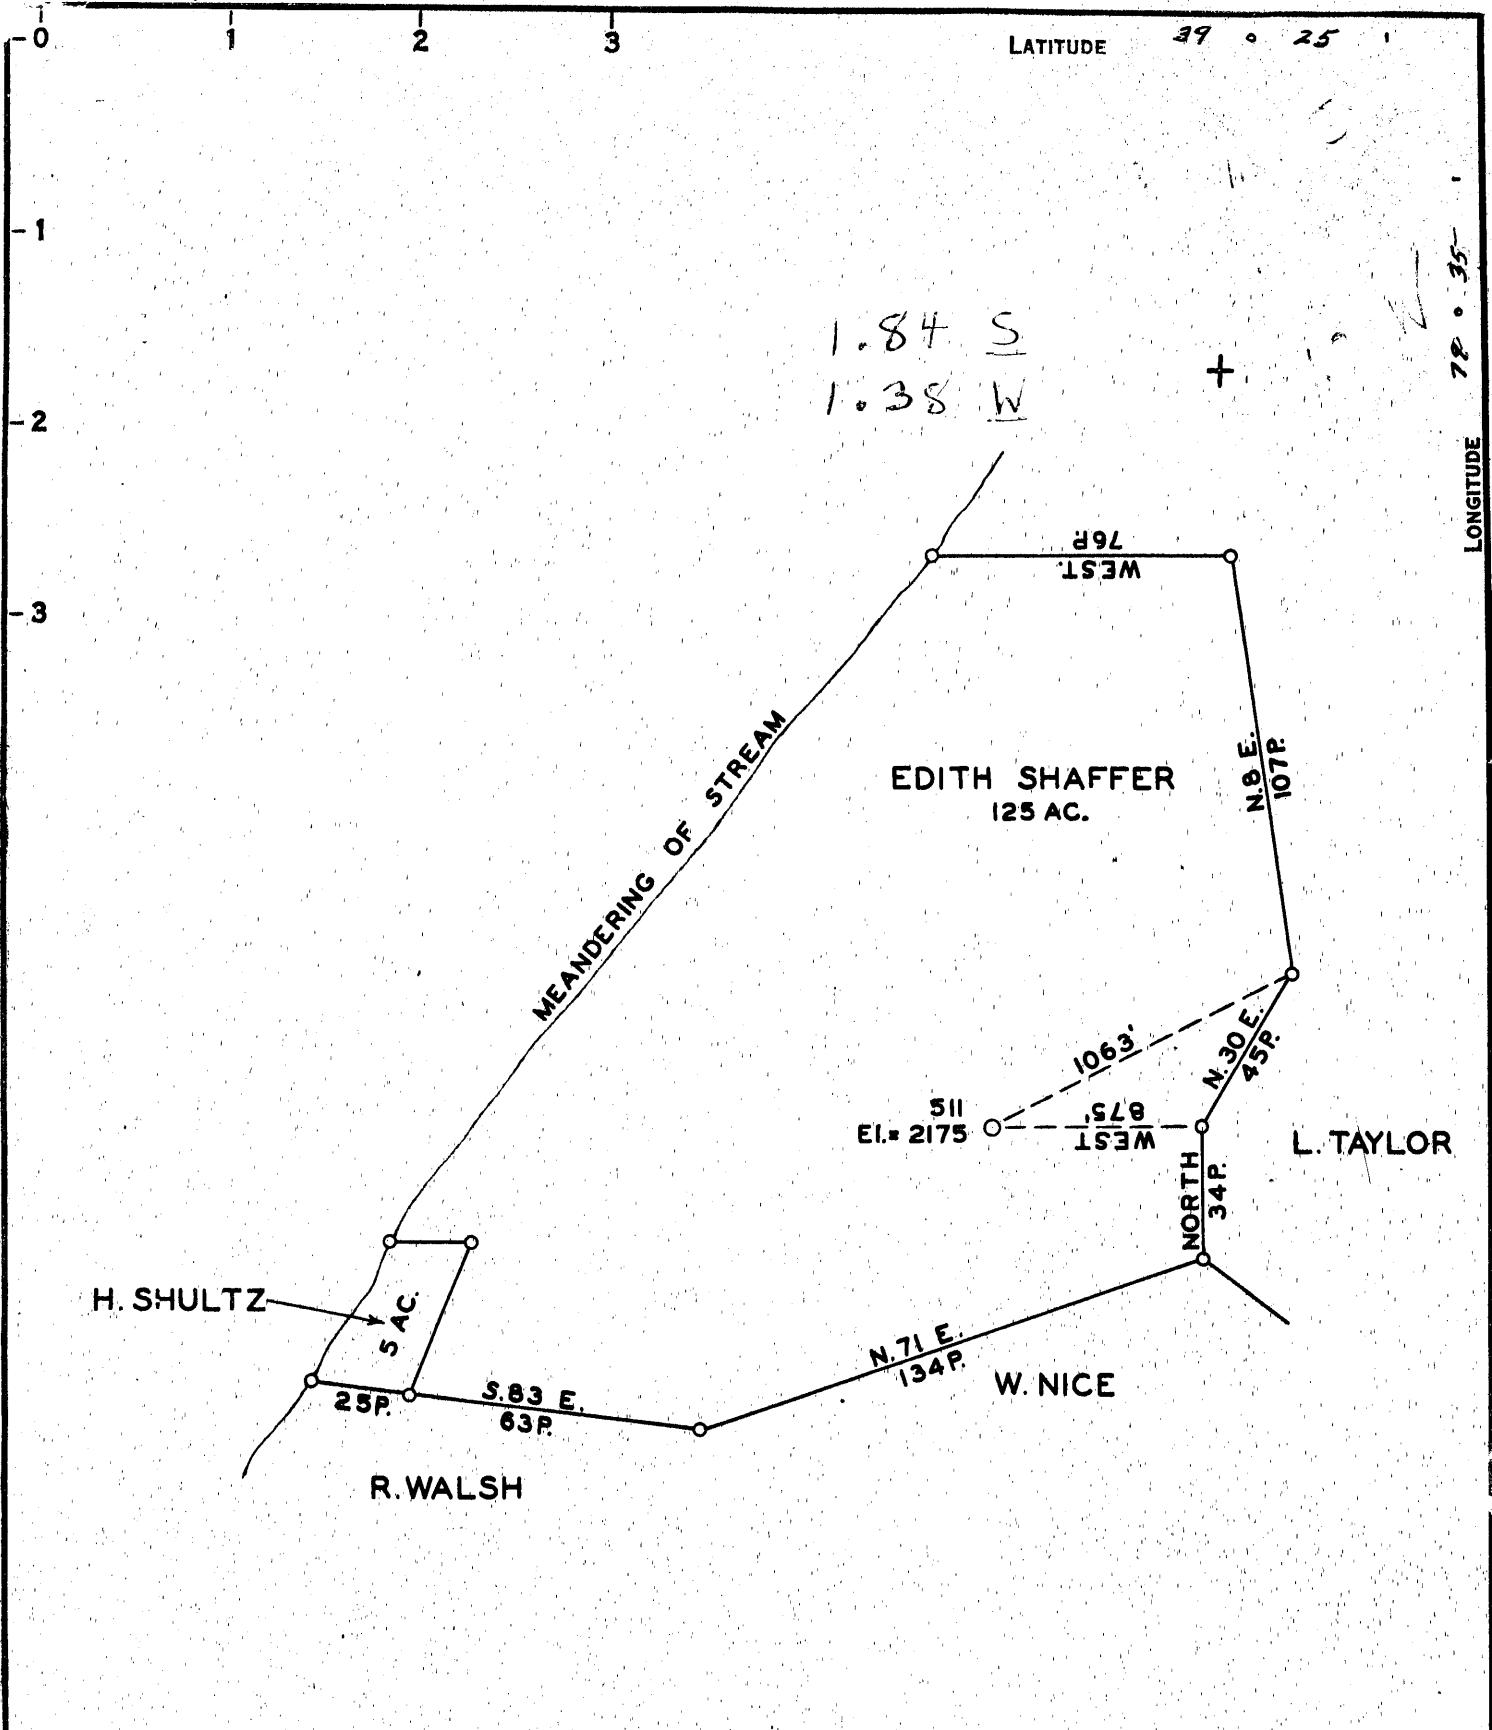 0 1 2 3
LATITUDE 39 ° 25 '
1
2
3
LONGITUDE 79 ° 35 '
1.84 S
1.38 W
+
76P.
WEST.
MEANDERING OF STREAM
EDITH SHAFFER
125 AC.
N. 8 E.
107 P.
1063'
N. 30 E.
45P.
511
El. = 2175
875'
WEST
L. TAYLOR
NORTH
34P.
H. SHULTZ
5 AC.
25P.
S. 83 E.
63P.
N. 71 E.
134P.
W. NICE
R. WALSH